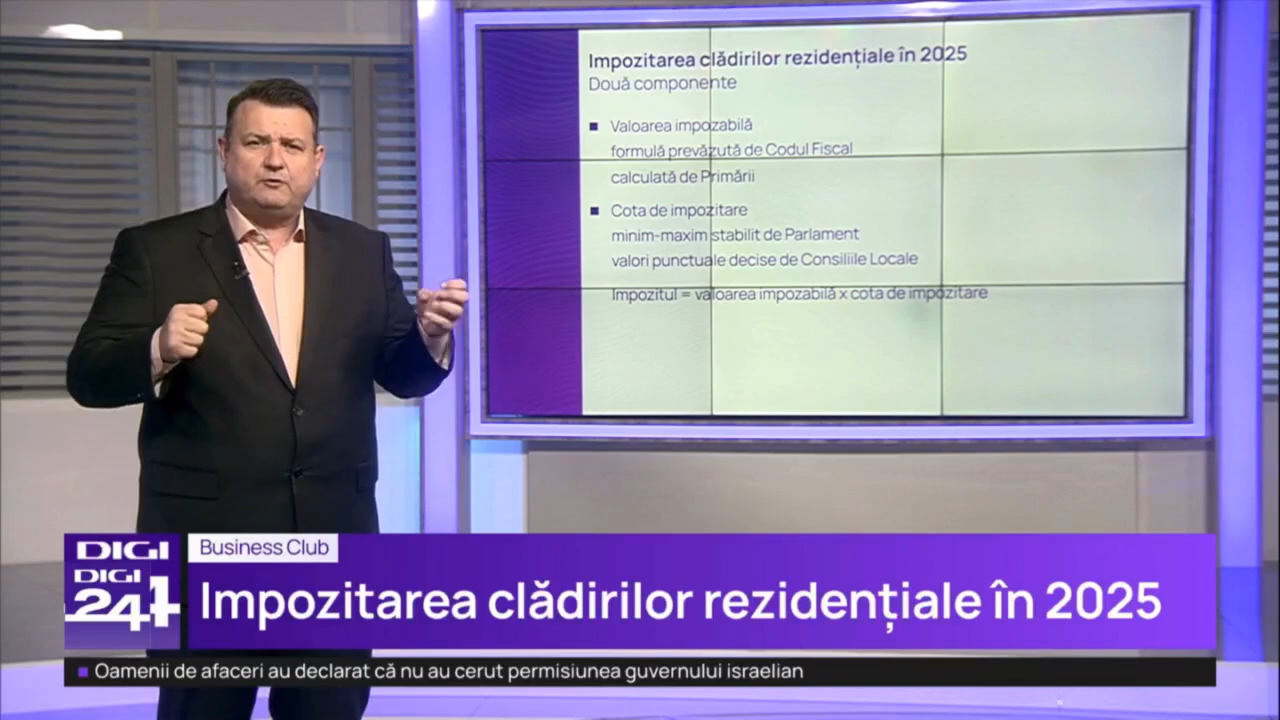 Impozitarea clădirilor rezidențiale în 2025
Două componente
■ Valoarea impozabilă
formulă prevăzută de Codul Fiscal
calculată de Primării
■ Cota de impozitare
minim-maxim stabilit de Parlament
valori punctuale decise de Consiliile Locale
Impozitul = valoarea impozabilă x cota de impozitare
DIGI
DIGI
24
Business Club
Impozitarea clădirilor rezidențiale în 2025
■ Oamenii de afaceri au declarat că nu au cerut permisiunea guvernului israelian